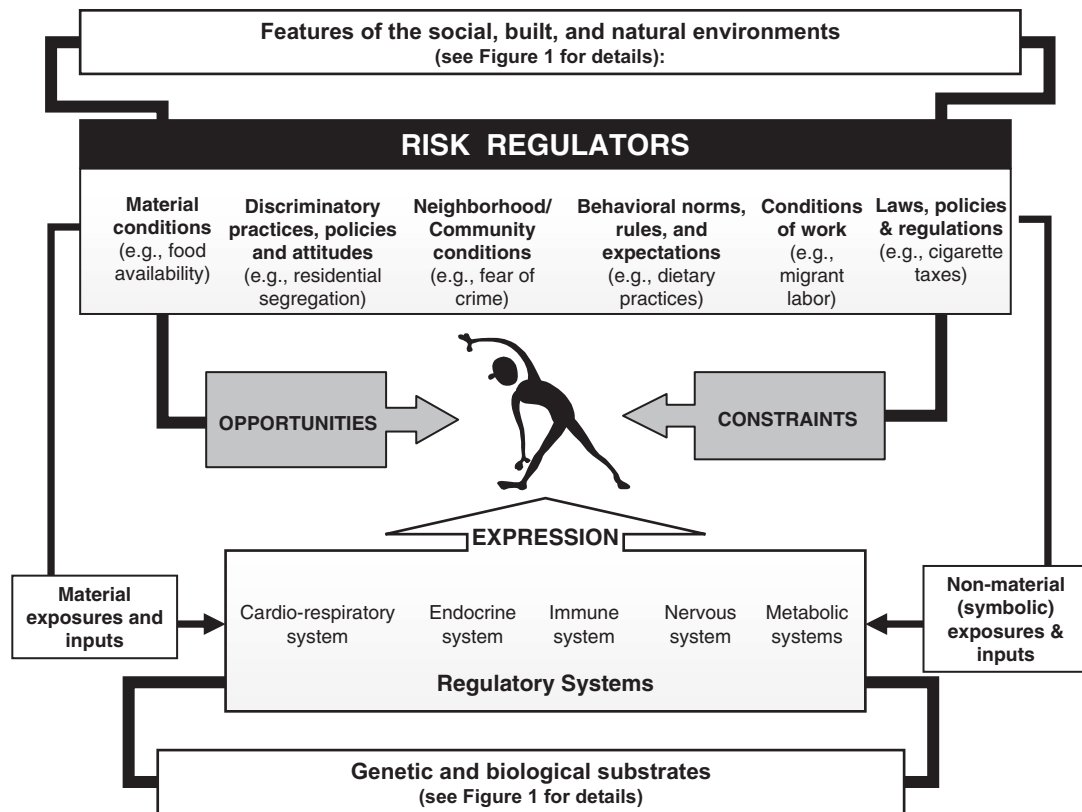 Features of the social, built, and natural environments
(see Figure 1 for details):
RISK REGULATORS
Material
conditions
(e.g., food
availability)
Discriminatory
practices, policies
and attitudes
(e.g., residential
segregation)
Neighborhood/
Community
conditions
(e.g., fear of
crime)
Behavioral norms,
rules, and
expectations
(e.g., dietary
practices)
Conditions
of work
(e.g.,
migrant
labor)
Laws, policies
& regulations
(e.g., cigarette
taxes)
OPPORTUNITIES
CONSTRAINTS
EXPRESSION
Material
exposures and
inputs
Cardio-respiratory
system
Endocrine
system
Immune
system
Nervous
system
Metabolic
systems
Regulatory Systems
Non-material
(symbolic)
exposures &
inputs
Genetic and biological substrates
(see Figure 1 for details)